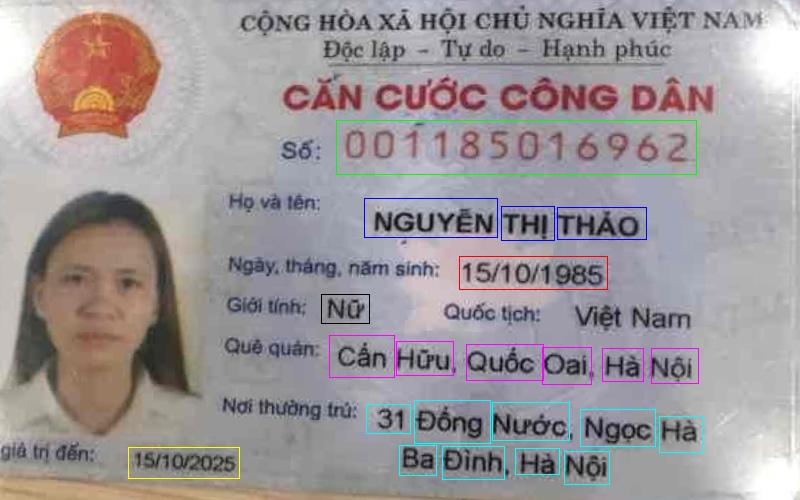 CỘNG HÒA XÃ HỘI CHỦ NGHĨA VIỆT NAM
Độc lập - Tự do - Hạnh phúc
CĂN CƯỚC CÔNG DÂN
Số: 001185016962
Họ và tên: NGUYỄN THỊ THẢO
Ngày, tháng, năm sinh: 15/10/1985
Giới tính: Nữ Quốc tịch: Việt Nam
Quê quán: Cấn Hữu, Quốc Oai, Hà Nội
Nơi thường trú: 31 Đồng Nước, Ngọc Hà
Ba Đình, Hà Nội
giá trị đến: 15/10/2025